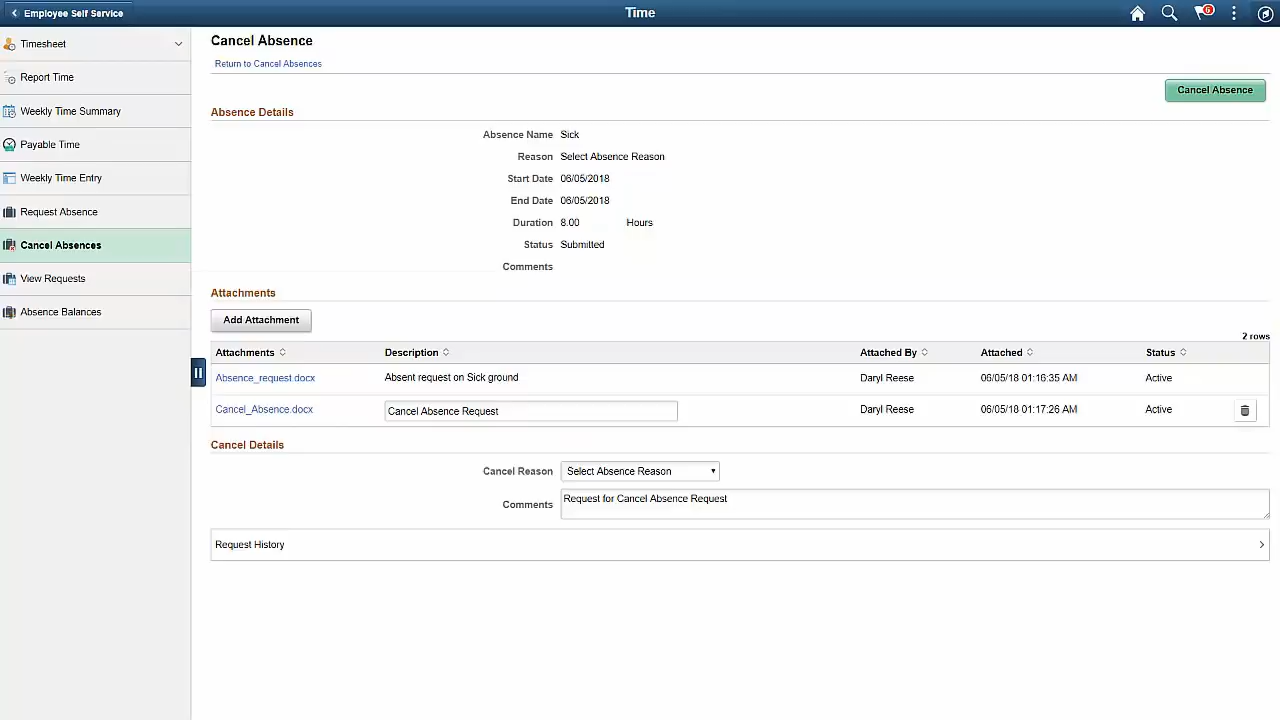 Employee Self Service
Time
6
Timesheet
Report Time
Weekly Time Summary
Payable Time
Weekly Time Entry
Request Absence
Cancel Absences
View Requests
Absence Balances
Cancel Absence
Return to Cancel Absences
Cancel Absence
Absence Details
Absence Name Sick
Reason Select Absence Reason
Start Date 06/05/2018
End Date 06/05/2018
Duration 8.00 Hours
Status Submitted
Comments
Attachments
Add Attachment
2 rows
Attachments Description Attached By Attached Status
Absence_request.docx Absent request on Sick ground Daryl Reese 06/05/18 01:16:35 AM Active
Cancel_Absence.docx Cancel Absence Request Daryl Reese 06/05/18 01:17:26 AM Active
Cancel Details
Cancel Reason Select Absence Reason
Comments Request for Cancel Absence Request
Request History